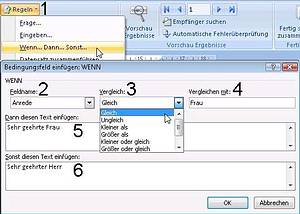 Regeln 1
Frage...
Eingeben...
Wenn... Dann... Sonst...
Vorschau Ergebnisse
Empfänger suchen
Automatische Fehlerüberprüfung
Vorschau Ergebnisse
Fertig stellen
Bedingungsfeld einfügen: WENN
WENN
Feldname: 2 Vergleich: 3 Vergleichen mit: 4
Anrede Gleich Frau
Gleich
Ungleich
Kleiner als
Größer als
Kleiner oder gleich
Größer oder gleich
Dann diesen Text einfügen:
Sehr geehrte Frau 5
Sonst diesen Text einfügen:
Sehr geehrter Herr 6
OK Abbrechen